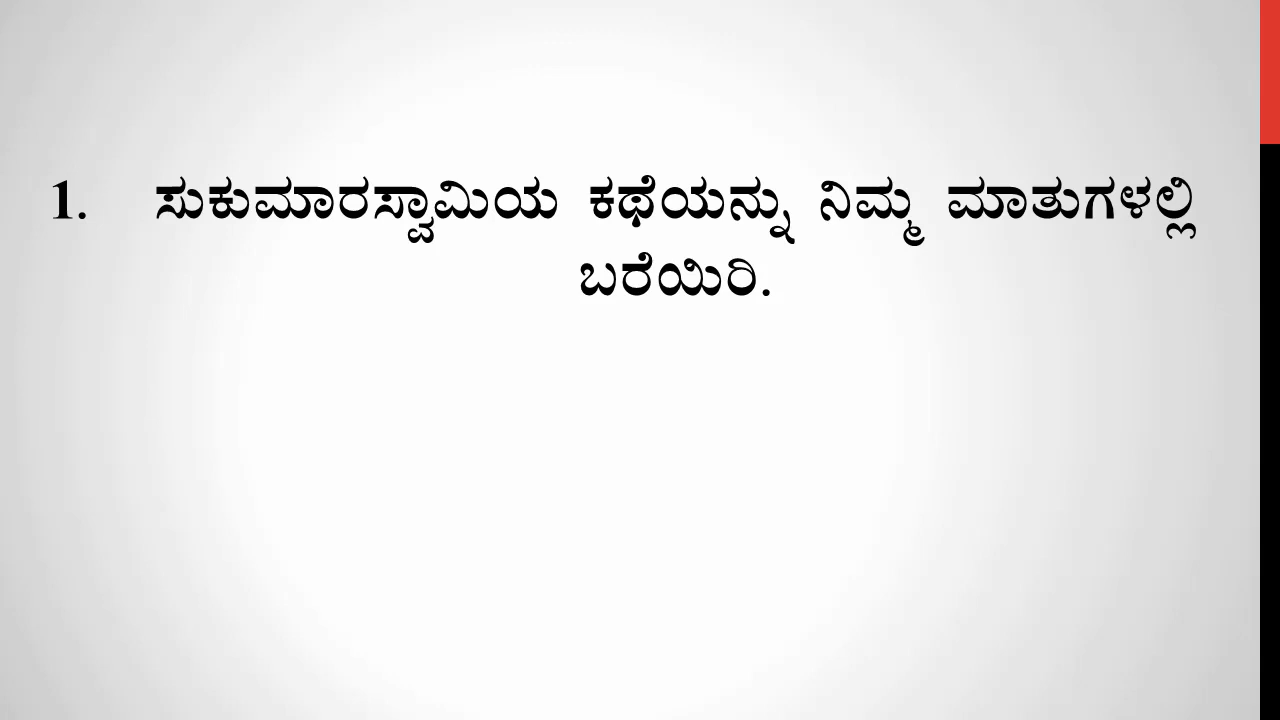 1. ಸುಕುಮಾರಸ್ವಾಮಿಯ ಕಥೆಯನ್ನು ನಿಮ್ಮ ಮಾತುಗಳಲ್ಲಿ
ಬರೆಯಿರಿ.